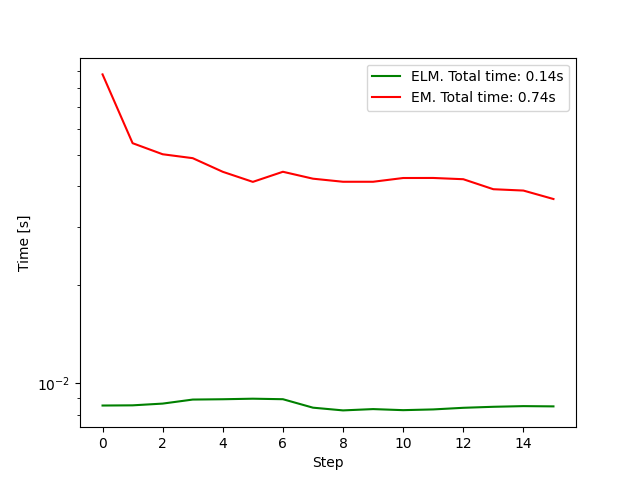 ELM. Total time: 0.14s
EM. Total time: 0.74s
Time [s]
10⁻²
0 2 4 6 8 10 12 14
Step